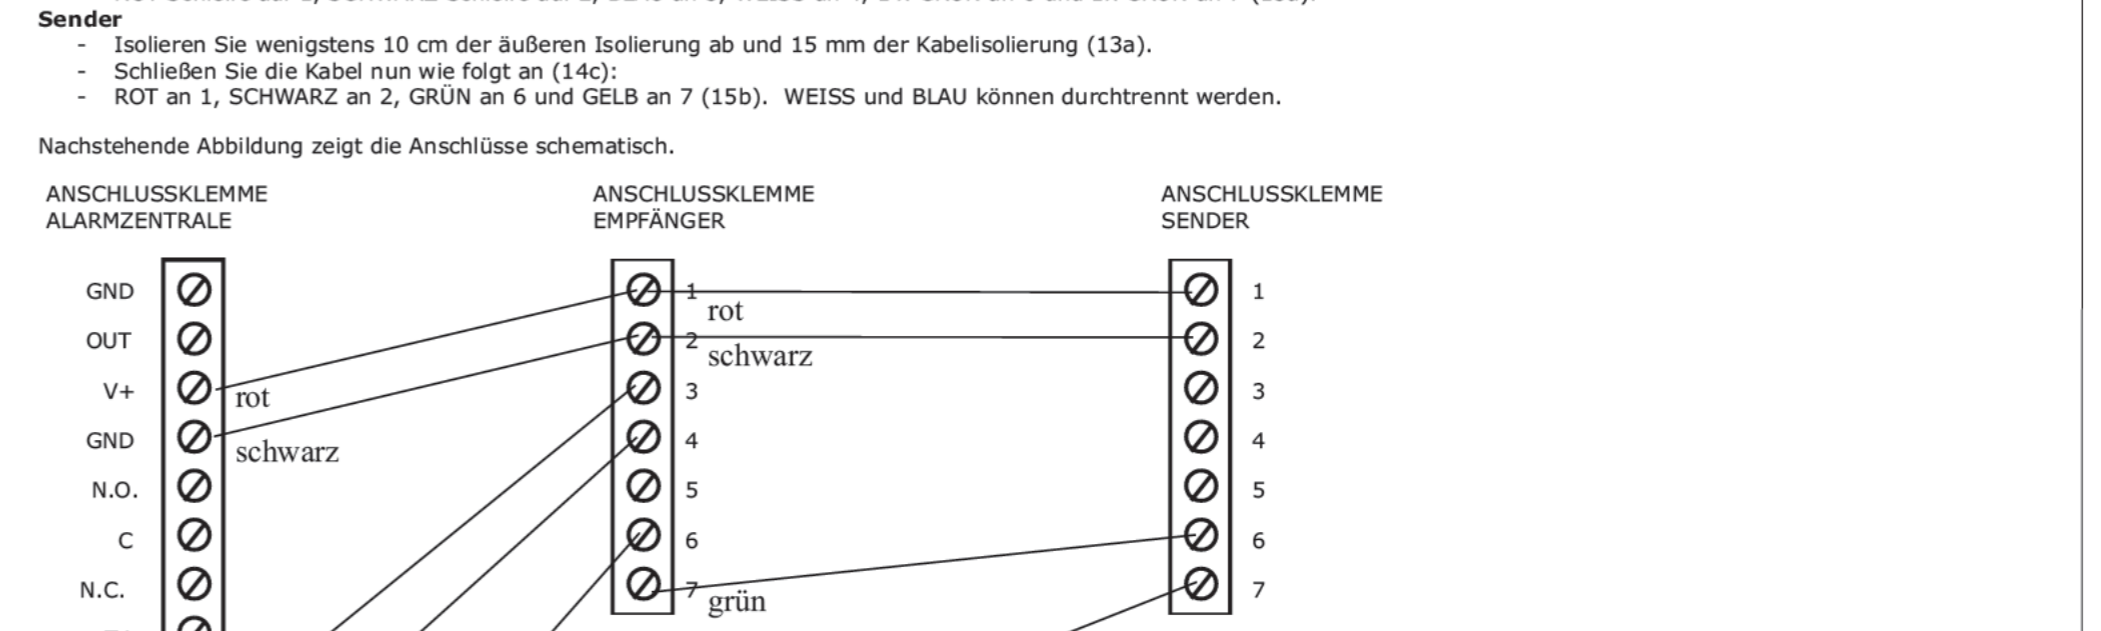 Sender
- Isolieren Sie wenigstens 10 cm der äußeren Isolierung ab und 15 mm der Kabelisolierung (13a).
- Schließen Sie die Kabel nun wie folgt an (14c):
- ROT an 1, SCHWARZ an 2, GRÜN an 6 und GELB an 7 (15b).  WEISS und BLAU können durchtrennt werden.
Nachstehende Abbildung zeigt die Anschlüsse schematisch.
ANSCHLUSSKLEMME
ALARMZENTRALE
GND
OUT
V+
rot
GND
schwarz
N.O.
C
N.C.
ANSCHLUSSKLEMME
EMPFÄNGER
1
rot
2
schwarz
3
4
5
6
7
grün
ANSCHLUSSKLEMME
SENDER
1
2
3
4
5
6
7